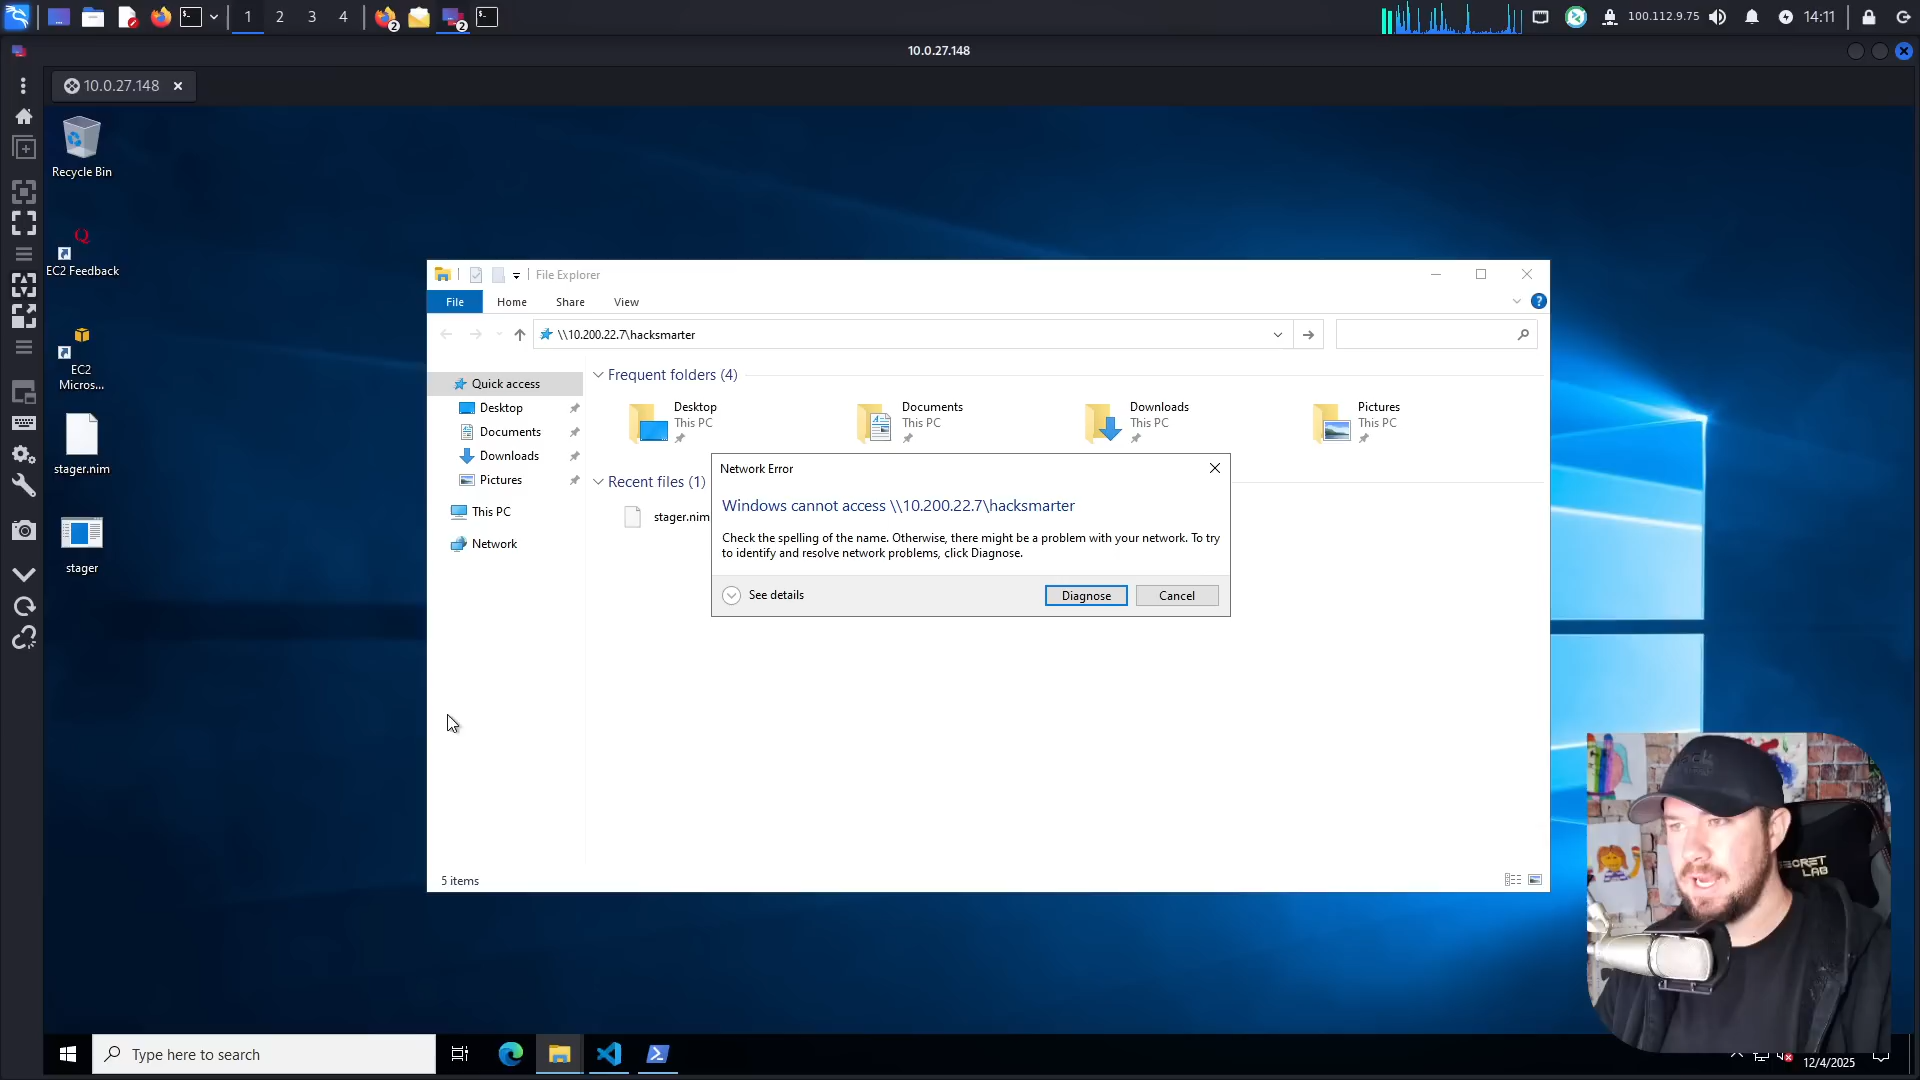 1
2
3
4
2
2
100.112.9.75
14:11
10.0.27.148
10.0.27.148
Recycle Bin
EC2 Feedback
EC2
Micros...
stager.nim
stager
File Explorer
File
Home
Share
View
\\10.200.22.7\hacksmarter
Quick access
Desktop
Documents
Downloads
Pictures
This PC
Network
Frequent folders (4)
Desktop
This PC
Documents
This PC
Downloads
This PC
Pictures
This PC
Recent files (1)
stager.nim
Network Error
Windows cannot access \\10.200.22.7\hacksmarter
Check the spelling of the name. Otherwise, there might be a problem with your network. To try
to identify and resolve network problems, click Diagnose.
See details
Diagnose
Cancel
5 items
SECRET
LAB
Type here to search
12/4/2025